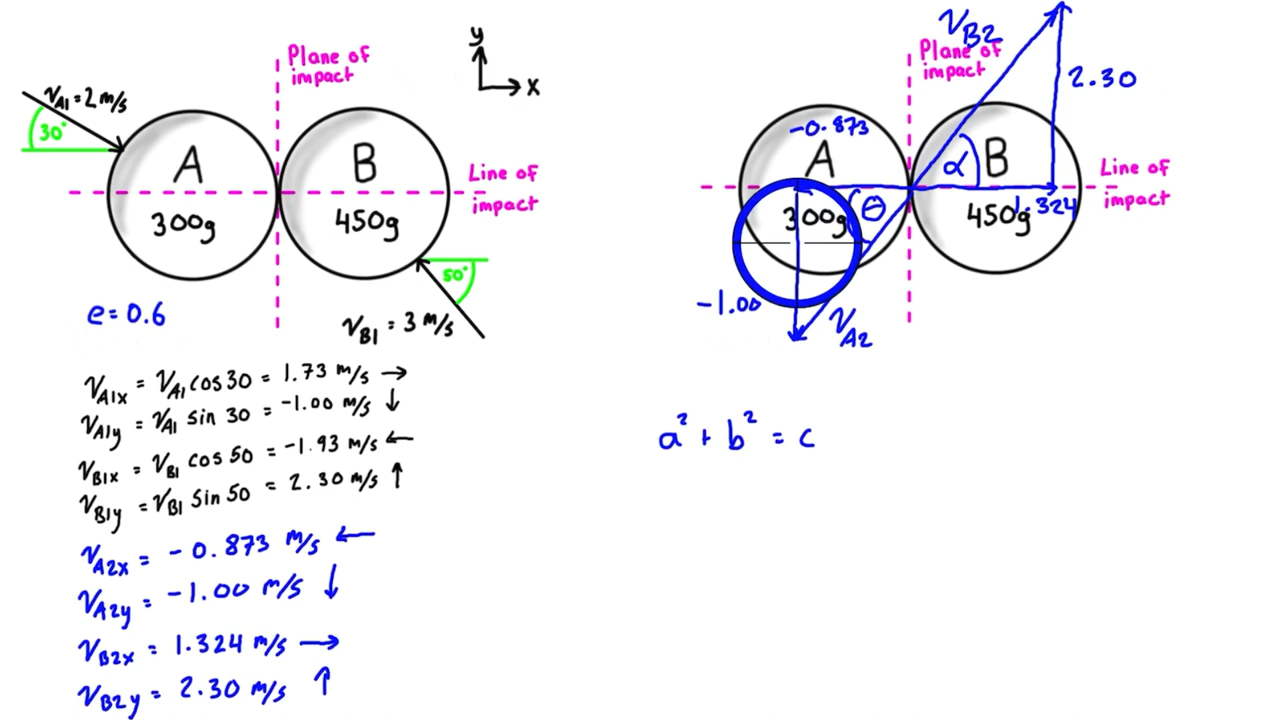 Plane of
impact
y
x
vA1 = 2 m/s
30°
A
B
300g
450g
Line of
impact
50°
vB1 = 3 m/s
e = 0.6
vA1x = vA1 cos 30 = 1.73 m/s →
vA1y = vA1 sin 30 = -1.00 m/s ↓
vB1x = vB1 cos 50 = -1.93 m/s ←
vB1y = vB1 sin 50 = 2.30 m/s ↑
vA2x = -0.873 m/s ←
vA2y = -1.00 m/s ↓
vB2x = 1.324 m/s →
vB2y = 2.30 m/s ↑
vB2
Plane of
impact
2.30
-0.873
A
α
B
Line of
impact
300g
θ
450g
1.324
-1.00
vA2
a² + b² = c